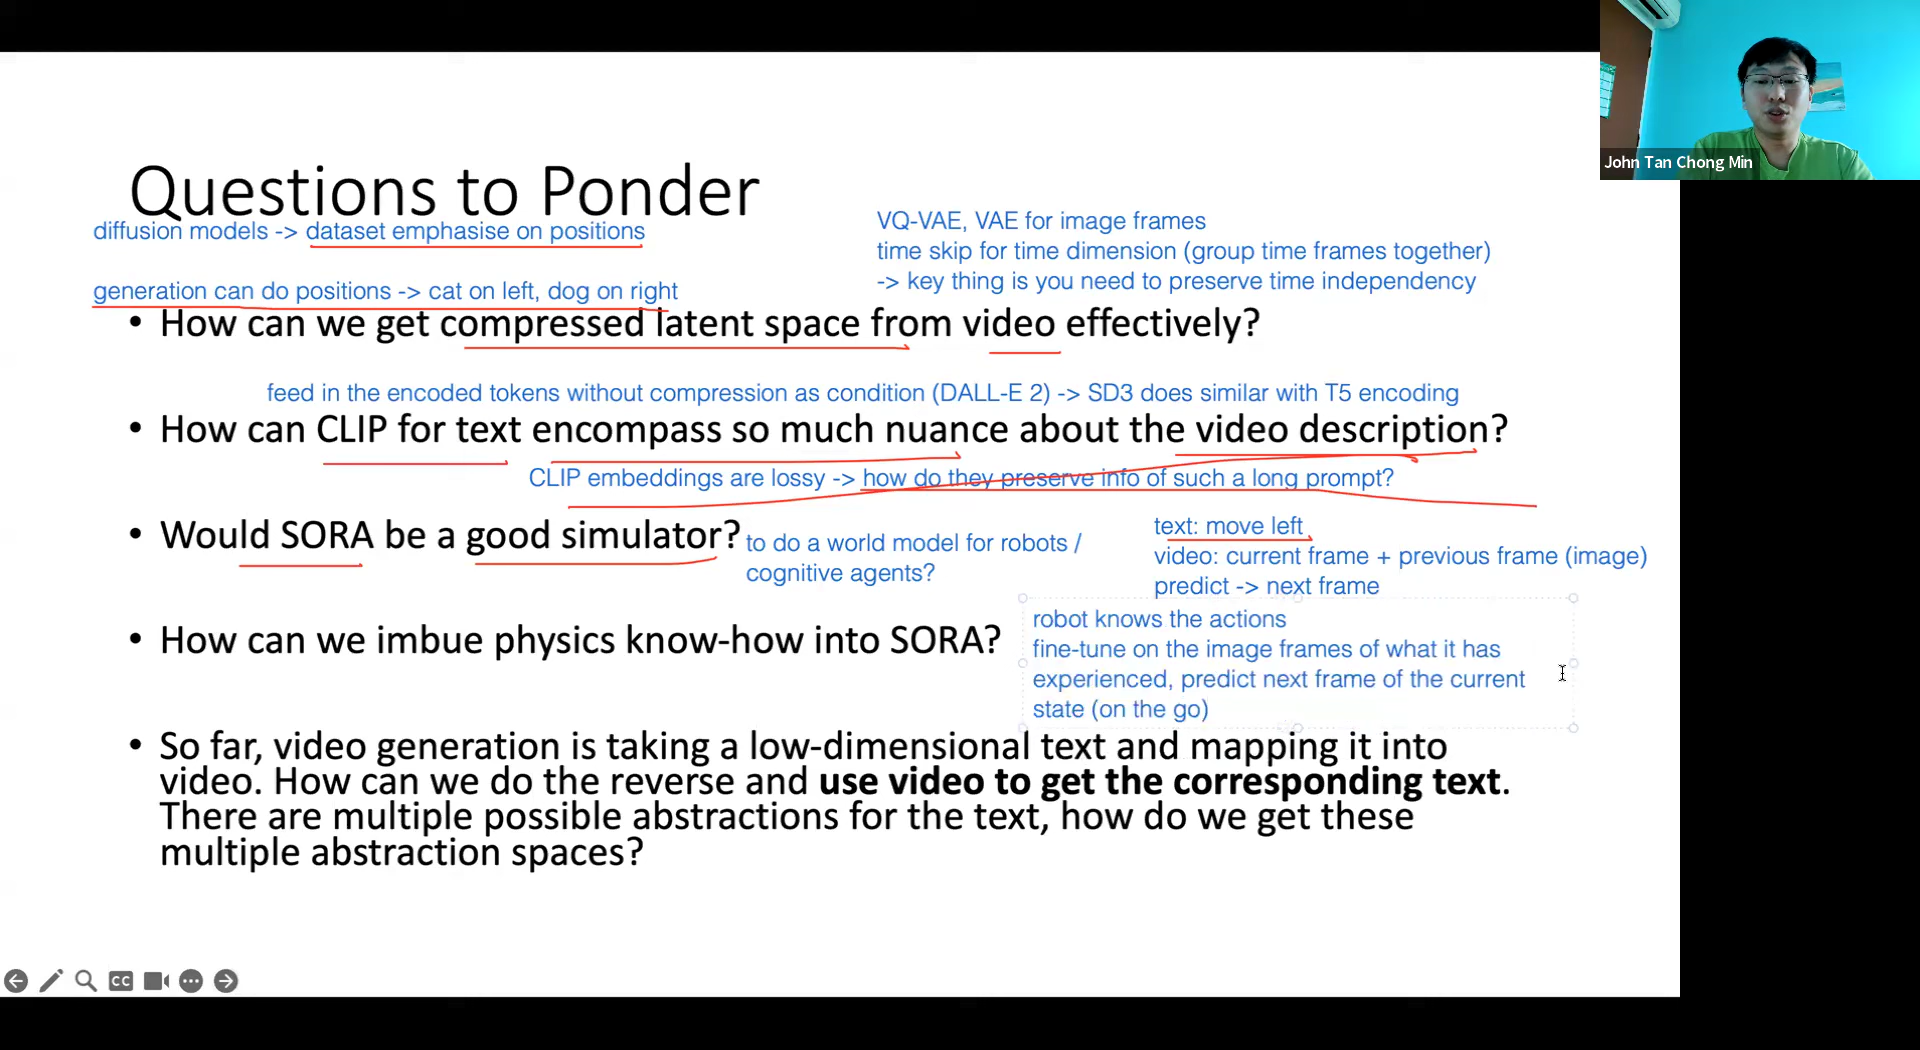 John Tan Chong Min
Questions to Ponder
diffusion models -> dataset emphasise on positions
generation can do positions -> cat on left, dog on right
VQ-VAE, VAE for image frames
time skip for time dimension (group time frames together)
-> key thing is you need to preserve time independency
• How can we get compressed latent space from video effectively?
feed in the encoded tokens without compression as condition (DALL-E 2) -> SD3 does similar with T5 encoding
• How can CLIP for text encompass so much nuance about the video description?
CLIP embeddings are lossy -> how do they preserve info of such a long prompt?
• Would SORA be a good simulator?
to do a world model for robots /
cognitive agents?
text: move left
video: current frame + previous frame (image)
predict -> next frame
• How can we imbue physics know-how into SORA?
robot knows the actions
fine-tune on the image frames of what it has
experienced, predict next frame of the current
state (on the go)
• So far, video generation is taking a low-dimensional text and mapping it into
video. How can we do the reverse and use video to get the corresponding text.
There are multiple possible abstractions for the text, how do we get these
multiple abstraction spaces?
CC